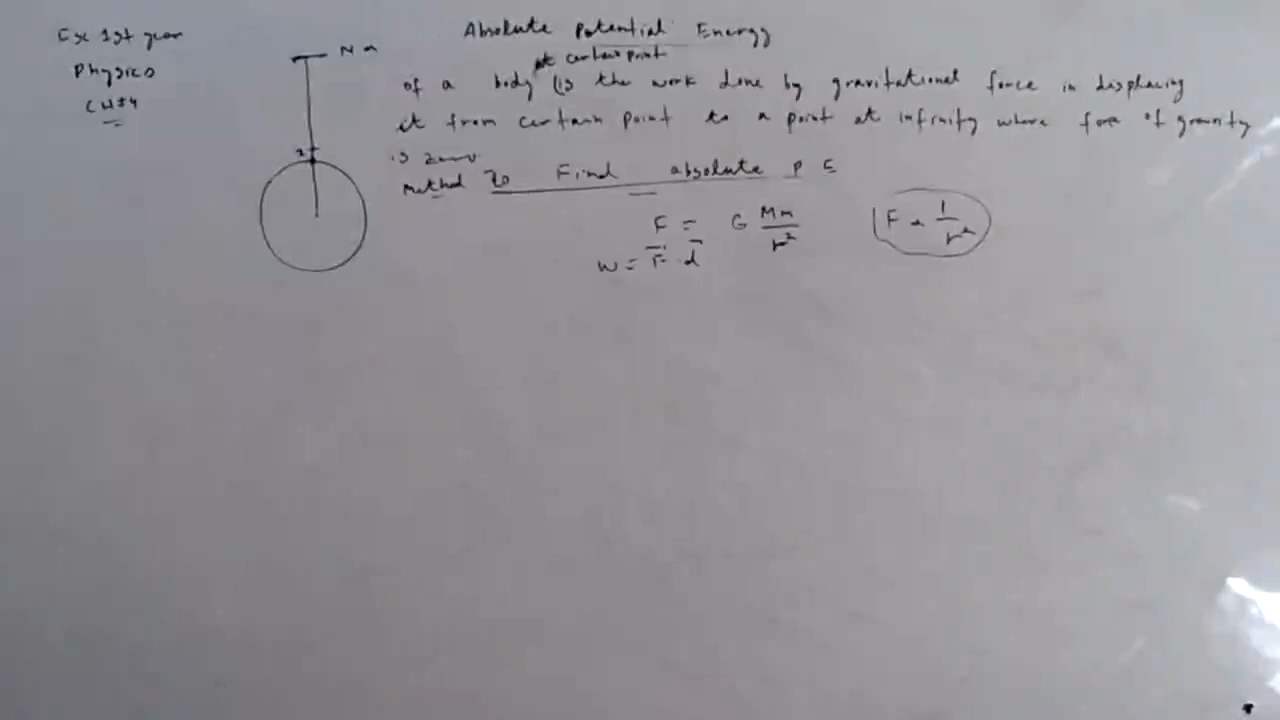 Fsc 1st year
Physics
CH#4
N ∞
1
Absolute Potential Energy
at certain point
of a body is the work done by gravitational force in displacing
it from certain point to a point at infinity where force of gravity
is zero
Method to Find absolute P E
F = G Mm/r²
F ∝ 1/r²
W = F⃗ . d⃗